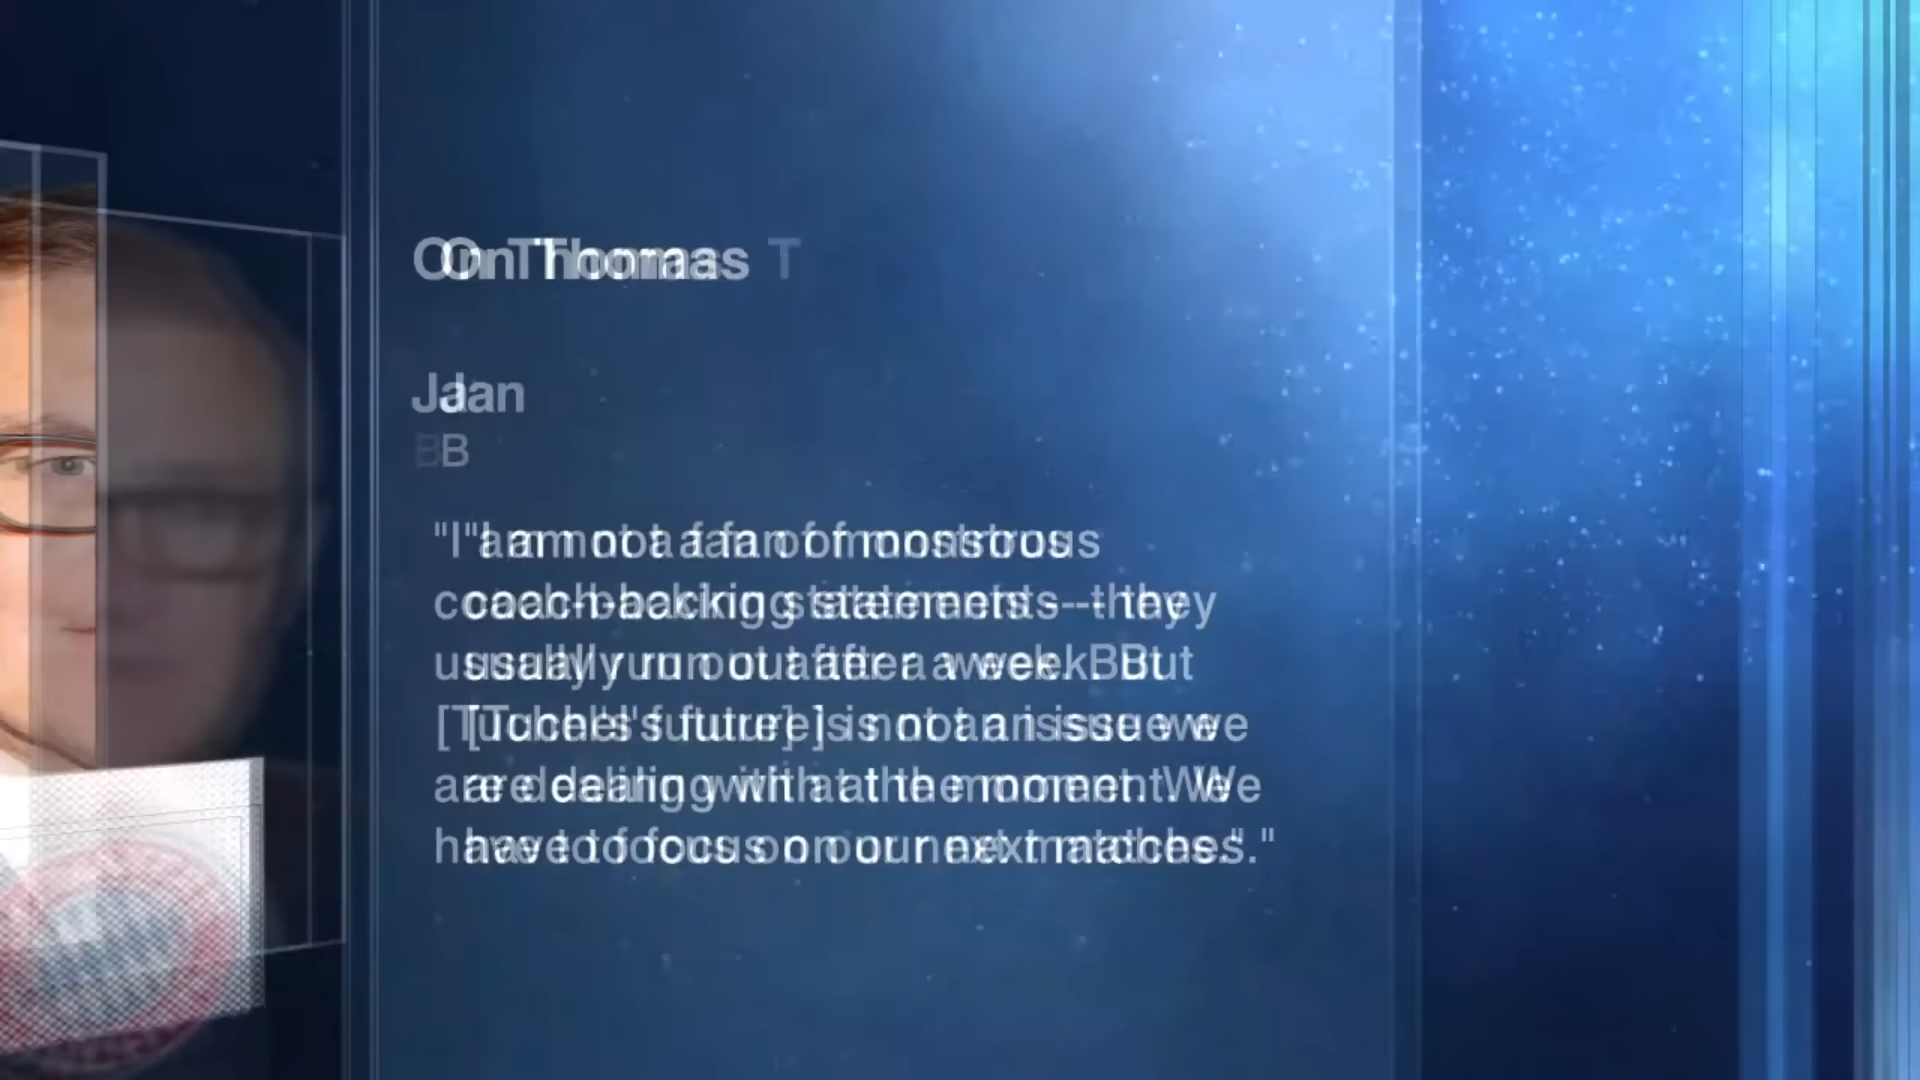 On Thomas T
Jan
B
"I am not a fan of monstrous
coach-backing statements -- they
usually run out after a week. But
[Tuchel's future] is not an issue we
are dealing with at the moment. We
have to focus on our next matches."